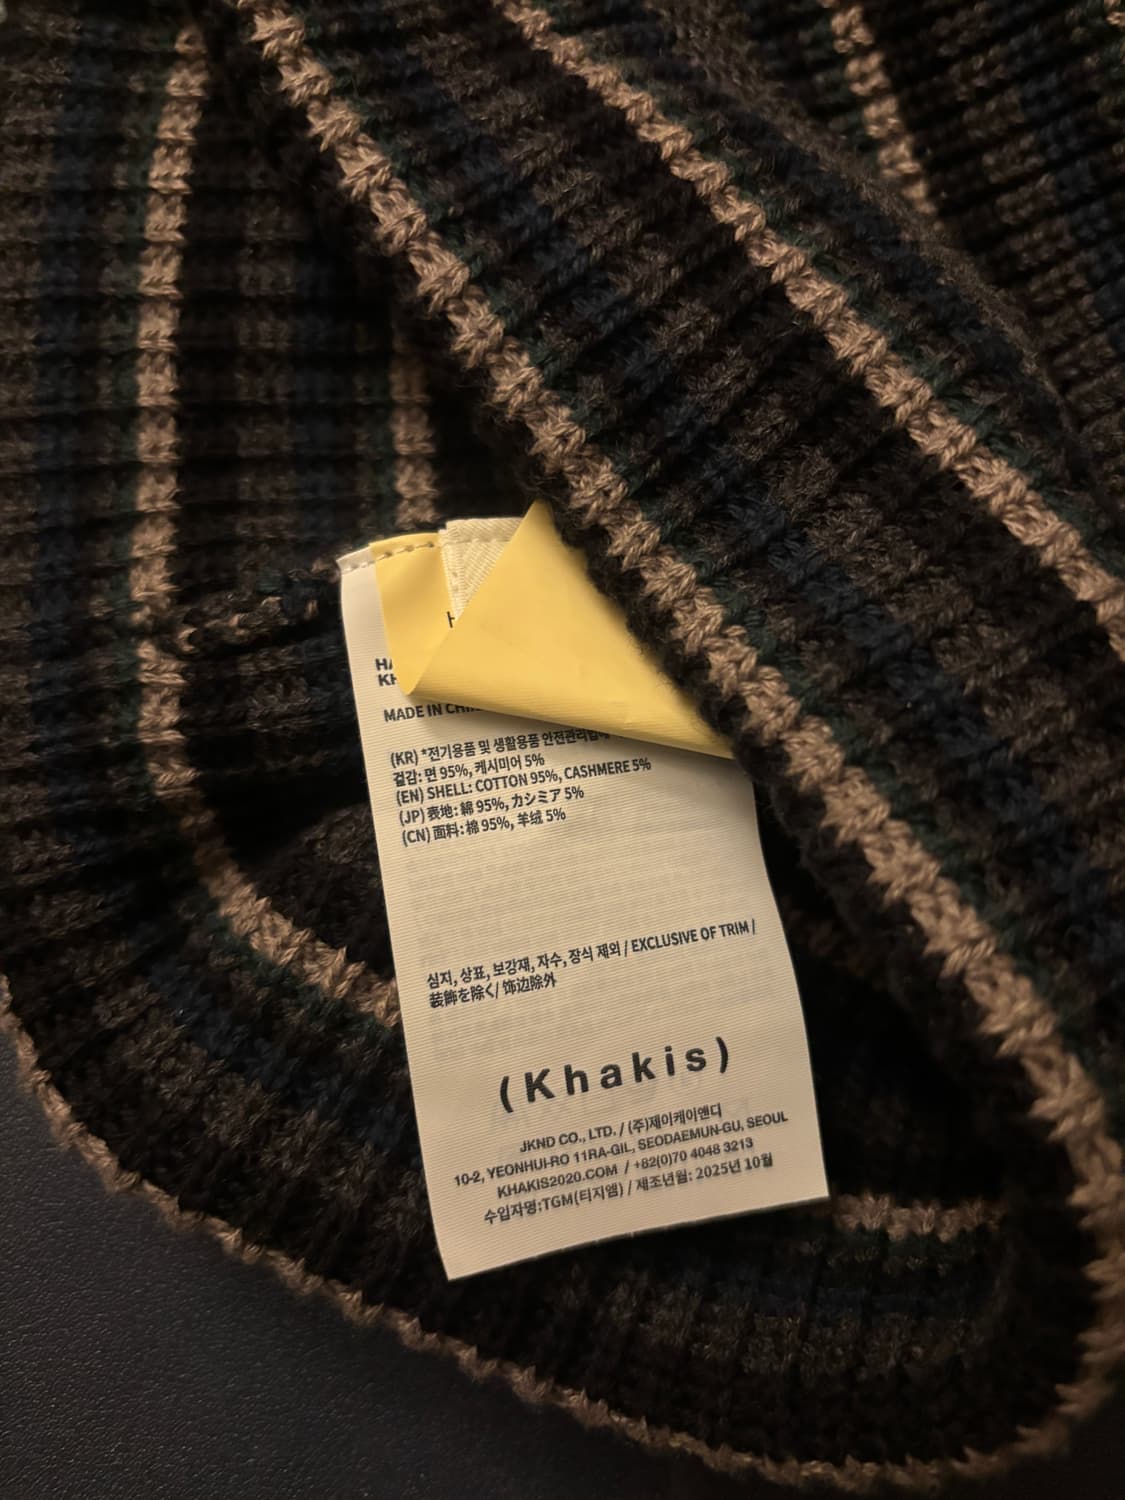 MADE IN
(KR) *전기용품 및 생활용품
겉감: 면 95%, 캐시미어 5%
(EN) SHELL: COTTON 95%, CASHMERE 5%
(JP) 表地: 綿 95%, カシミア 5%
(CN) 面料: 棉 95%, 羊绒 5%
심지, 상표, 보강재, 자수, 장식 제외 / EXCLUSIVE OF TRIM /
装飾を除く/ 饰边除外
(Khakis)
JKND CO., LTD. / (주)제이케이앤디
10-2, YEONHUI-RO 11RA-GIL, SEODAEMUN-GU, SEOUL
KHAKIS2020.COM / +82(0)70 4048 3213
수입자명:TGM(티지엠) / 제조년월: 2025년 10월